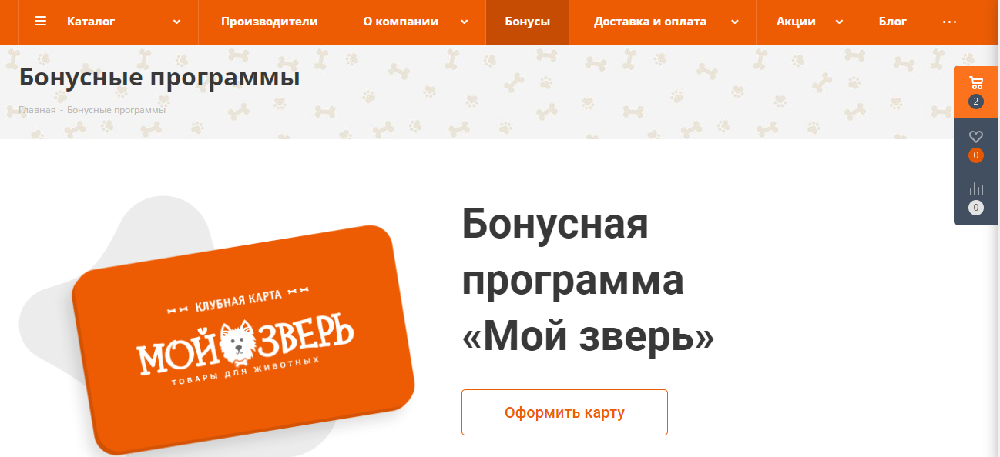 Каталог Производители О компании Бонусы Доставка и оплата Акции Блог ...
Бонусные программы
Главная - Бонусные программы
2
0
0
КЛУБНАЯ КАРТА
МОЙ ЗВЕРЬ
ТОВАРЫ ДЛЯ ЖИВОТНЫХ
Бонусная
программа
«Мой зверь»
Оформить карту